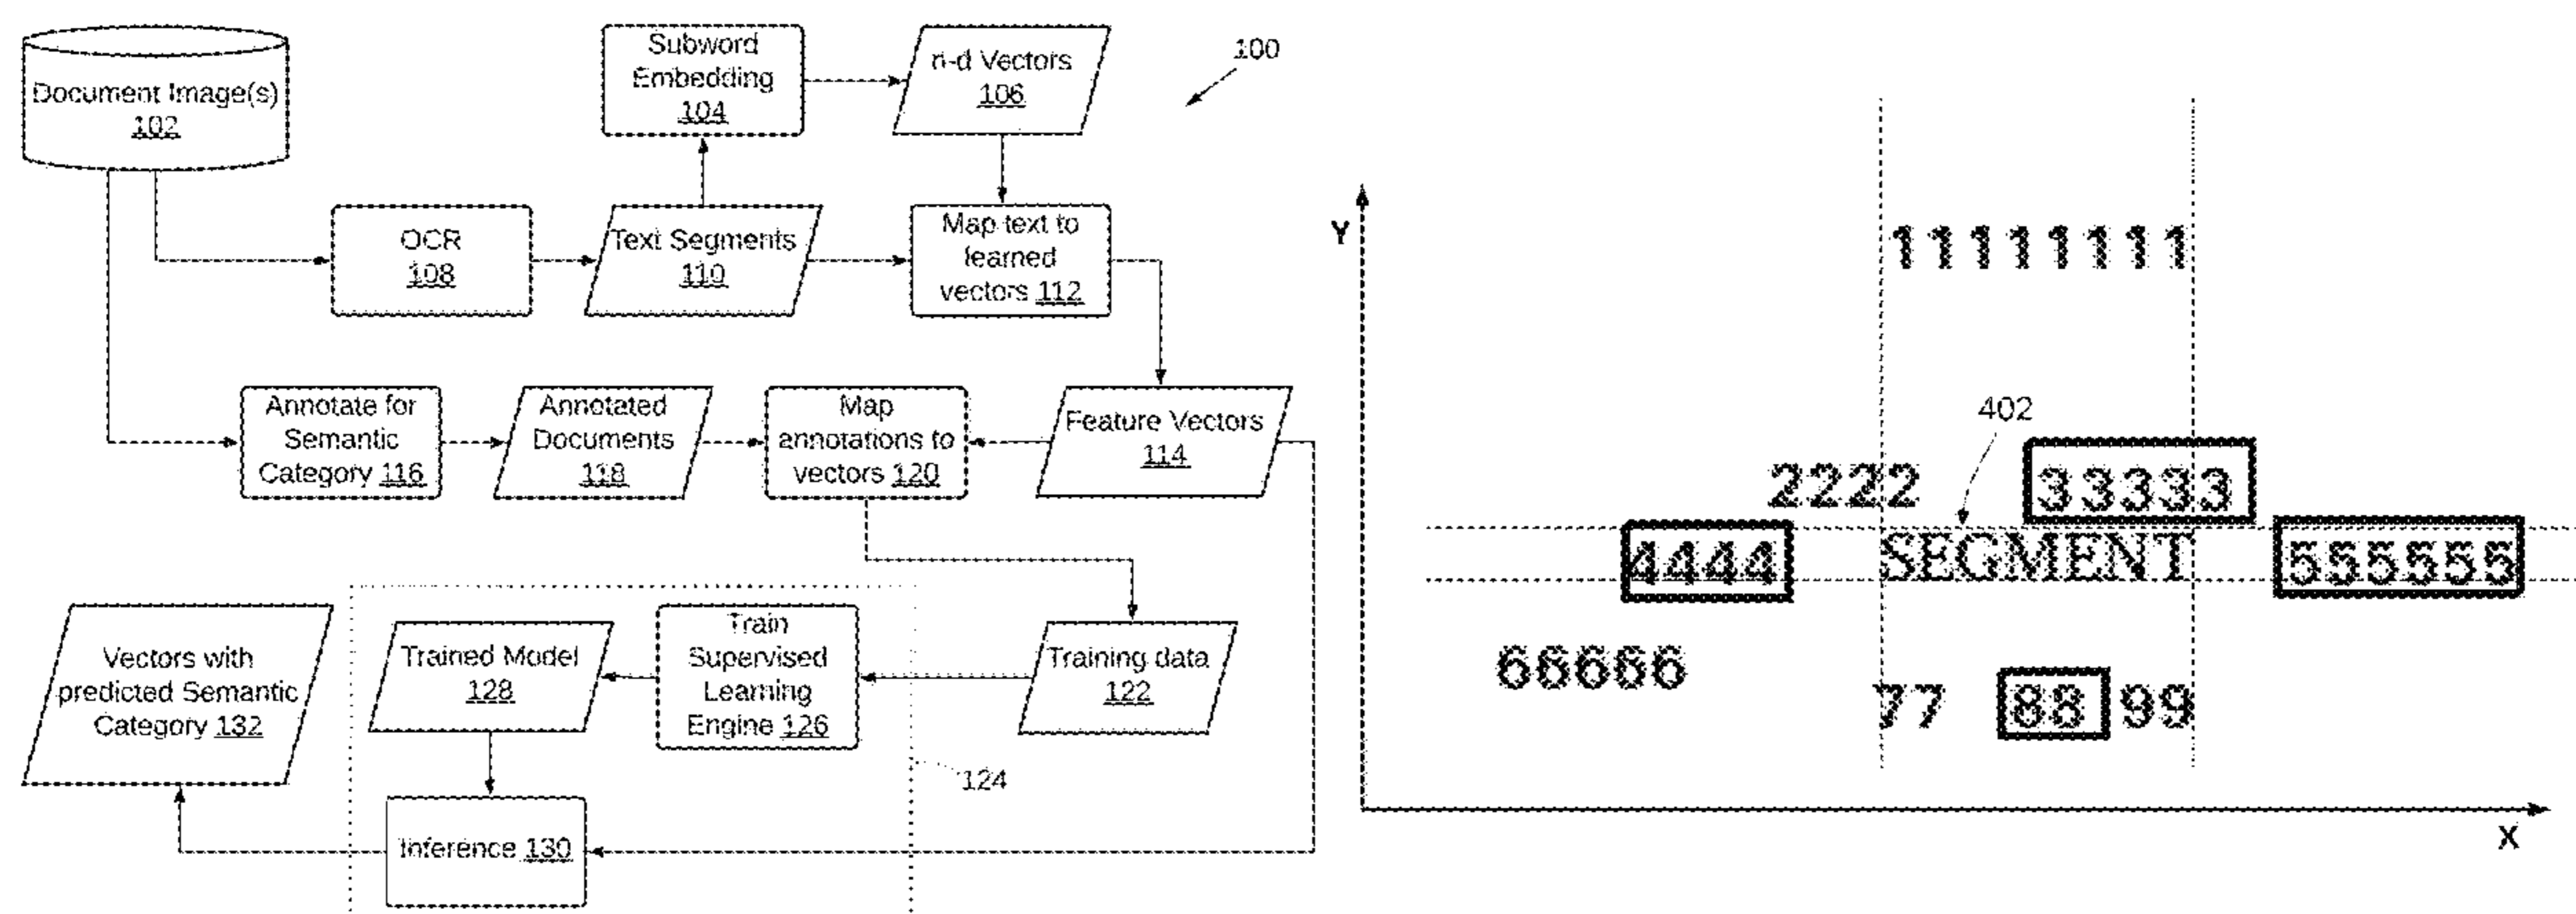 Document Image(s)
102
Subword
Embedding
104
n-d Vectors
106
100
OCR
108
Text Segments
110
Map text to
learned
vectors 112
Annotate for
Semantic
Category 116
Annotated
Documents
118
Map
annotations to
vectors 120
Feature Vectors
114
Vectors with
predicted Semantic
Category 132
Trained Model
128
Train
Supervised
Learning
Engine 126
Training data
122
124
Inference 130
Y
11111111
402
2222
33333
4444
SEGMENT
555555
66666
77
88
99
X